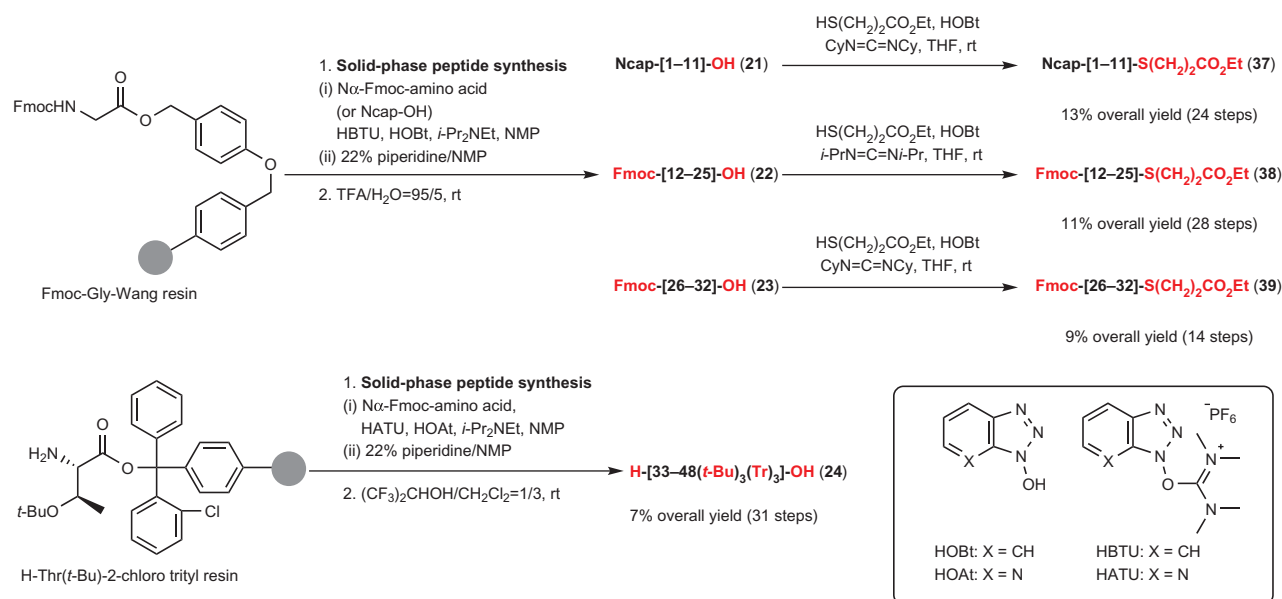 FmocHN
O
O
O
Fmoc-Gly-Wang resin
1. Solid-phase peptide synthesis
(i) Nα-Fmoc-amino acid
(or Ncap-OH)
HBTU, HOBt, i-Pr₂NEt, NMP
(ii) 22% piperidine/NMP
2. TFA/H₂O=95/5, rt
Ncap-[1–11]-OH (21)
HS(CH₂)₂CO₂Et, HOBt
CyN=C=NCy, THF, rt
Ncap-[1–11]-S(CH₂)₂CO₂Et (37)
13% overall yield (24 steps)
Fmoc-[12–25]-OH (22)
HS(CH₂)₂CO₂Et, HOBt
i-PrN=C=Ni-Pr, THF, rt
Fmoc-[12–25]-S(CH₂)₂CO₂Et (38)
11% overall yield (28 steps)
Fmoc-[26–32]-OH (23)
HS(CH₂)₂CO₂Et, HOBt
CyN=C=NCy, THF, rt
Fmoc-[26–32]-S(CH₂)₂CO₂Et (39)
9% overall yield (14 steps)
H₂N
O
O
t-BuO
Cl
H-Thr(t-Bu)-2-chloro trityl resin
1. Solid-phase peptide synthesis
(i) Nα-Fmoc-amino acid,
HATU, HOAt, i-Pr₂NEt, NMP
(ii) 22% piperidine/NMP
2. (CF₃)₂CHOH/CH₂Cl₂=1/3, rt
H-[33–48(t-Bu)₃(Tr)₃]-OH (24)
7% overall yield (31 steps)
N
N
N
X
OH
HOBt: X = CH
HOAt: X = N
N
N
N
X
O
N⁺
N
⁻PF₆
HBTU: X = CH
HATU: X = N